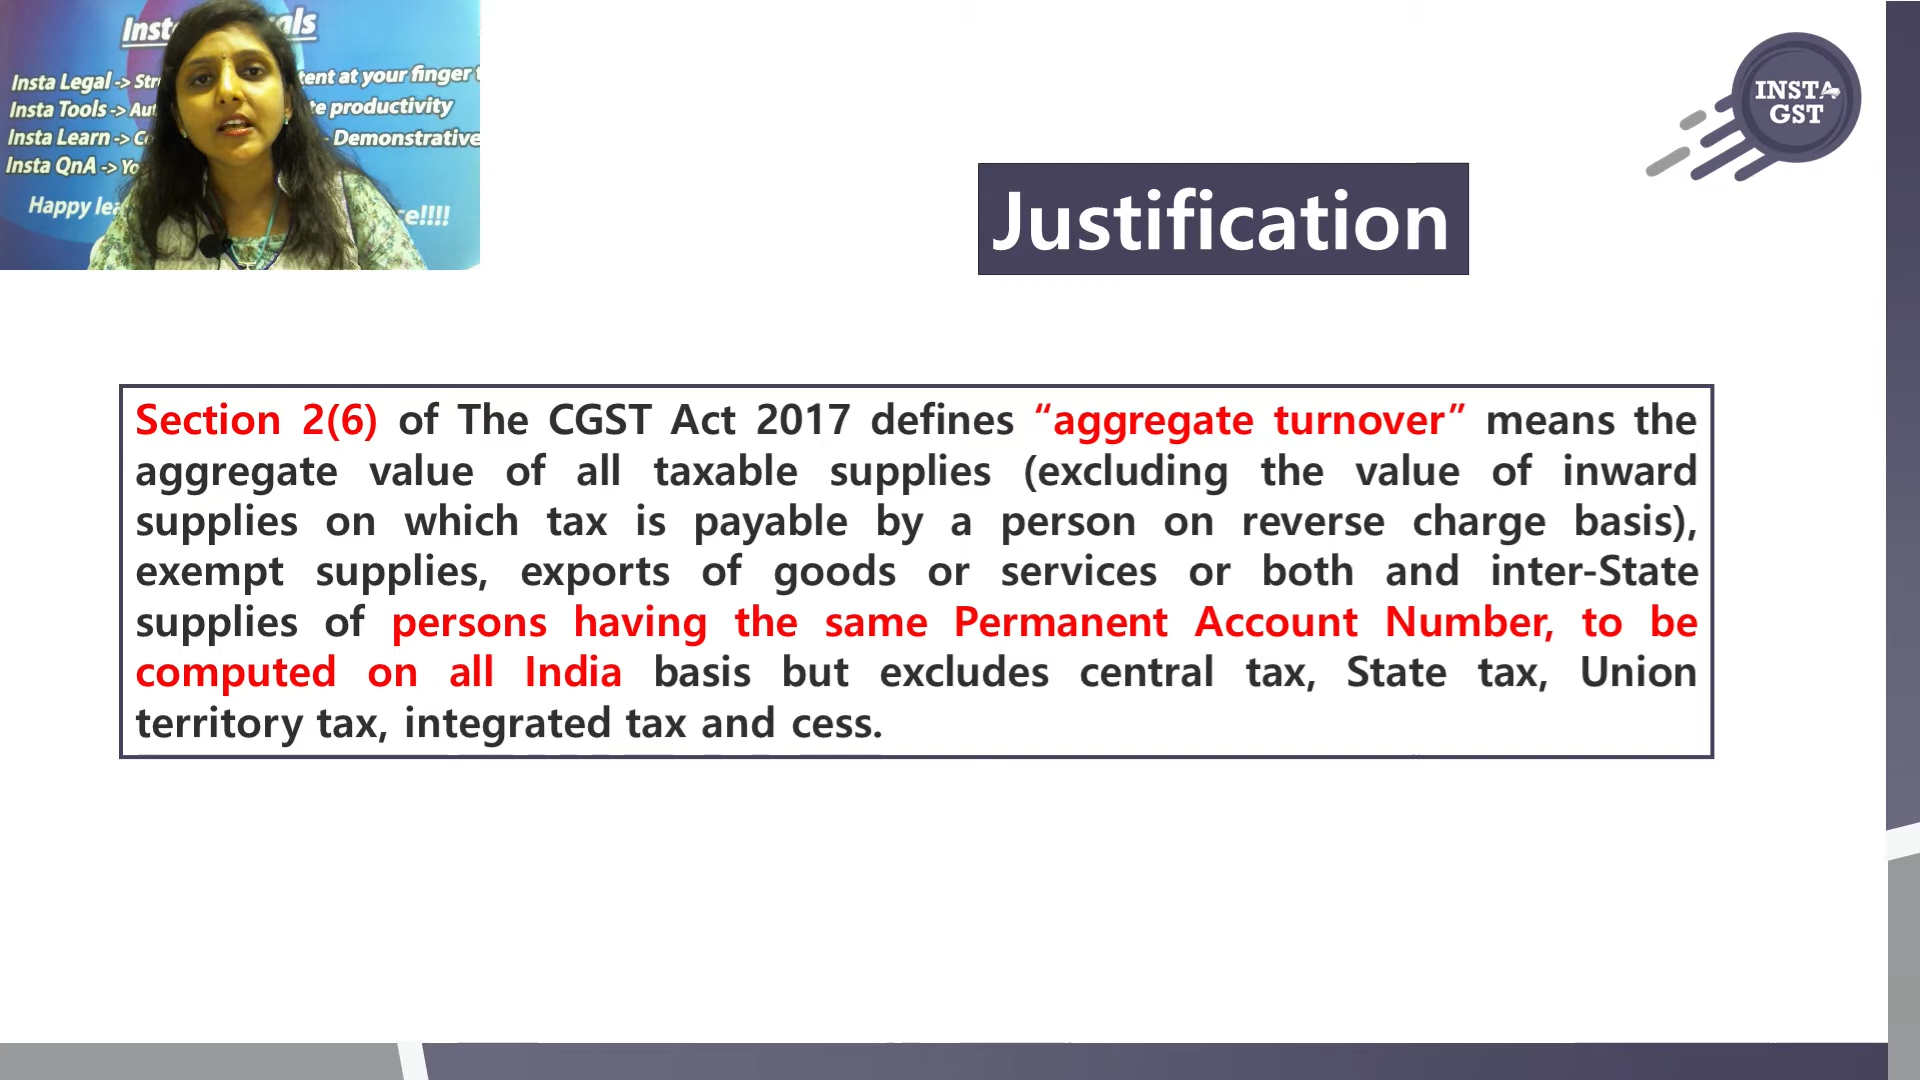 Insta
als
Insta Legal -> Str
tent at your finger
Insta Tools -> Aut
te productivity
Insta Learn -> Co
- Demonstrative
Insta QnA -> Yo
Happy lea
ce!!!!
INSTA
GST
Justification
Section 2(6) of The CGST Act 2017 defines “aggregate turnover” means the
aggregate value of all taxable supplies (excluding the value of inward
supplies on which tax is payable by a person on reverse charge basis),
exempt supplies, exports of goods or services or both and inter-State
supplies of persons having the same Permanent Account Number, to be
computed on all India basis but excludes central tax, State tax, Union
territory tax, integrated tax and cess.